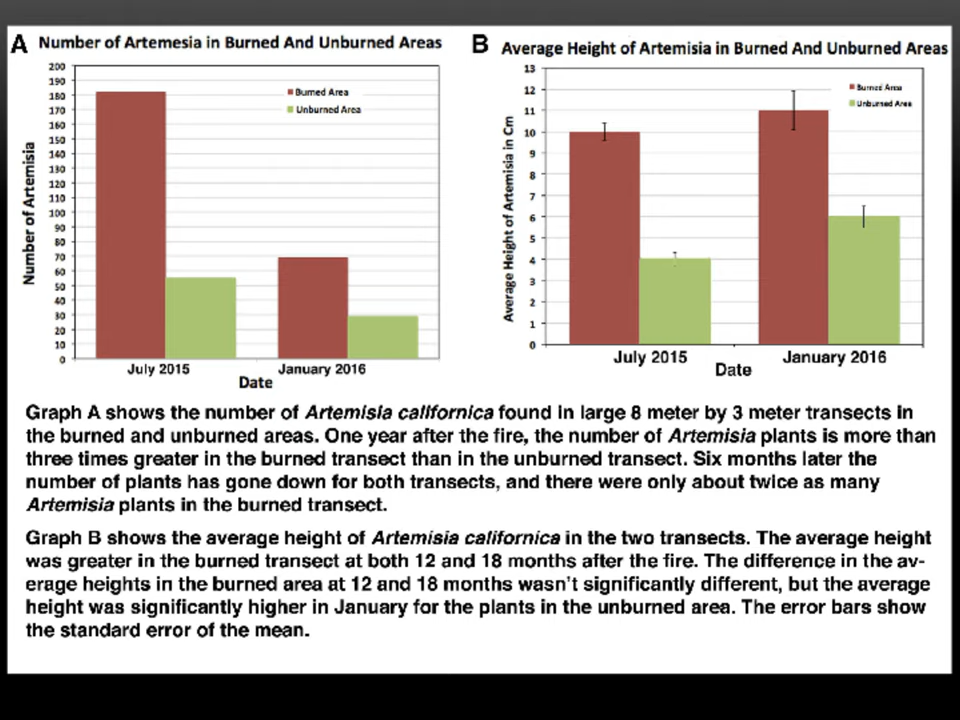 A Number of Artemesia in Burned And Unburned Areas
200
190
180
170
160
150
140
130
120
110
100
90
80
70
60
50
40
30
20
10
0
Number of Artemisia
Burned Area
Unburned Area
July 2015
January 2016
Date
B Average Height of Artemisia in Burned And Unburned Areas
13
12
11
10
9
8
7
6
5
4
3
2
1
0
Average Height of Artemisia in Cm
Burned Area
Unburned Area
July 2015
January 2016
Date
Graph A shows the number of Artemisia californica found in large 8 meter by 3 meter transects in
the burned and unburned areas. One year after the fire, the number of Artemisia plants is more than
three times greater in the burned transect than in the unburned transect. Six months later the
number of plants has gone down for both transects, and there were only about twice as many
Artemisia plants in the burned transect.
Graph B shows the average height of Artemisia californica in the two transects. The average height
was greater in the burned transect at both 12 and 18 months after the fire. The difference in the av-
erage heights in the burned area at 12 and 18 months wasn't significantly different, but the average
height was significantly higher in January for the plants in the unburned area. The error bars show
the standard error of the mean.